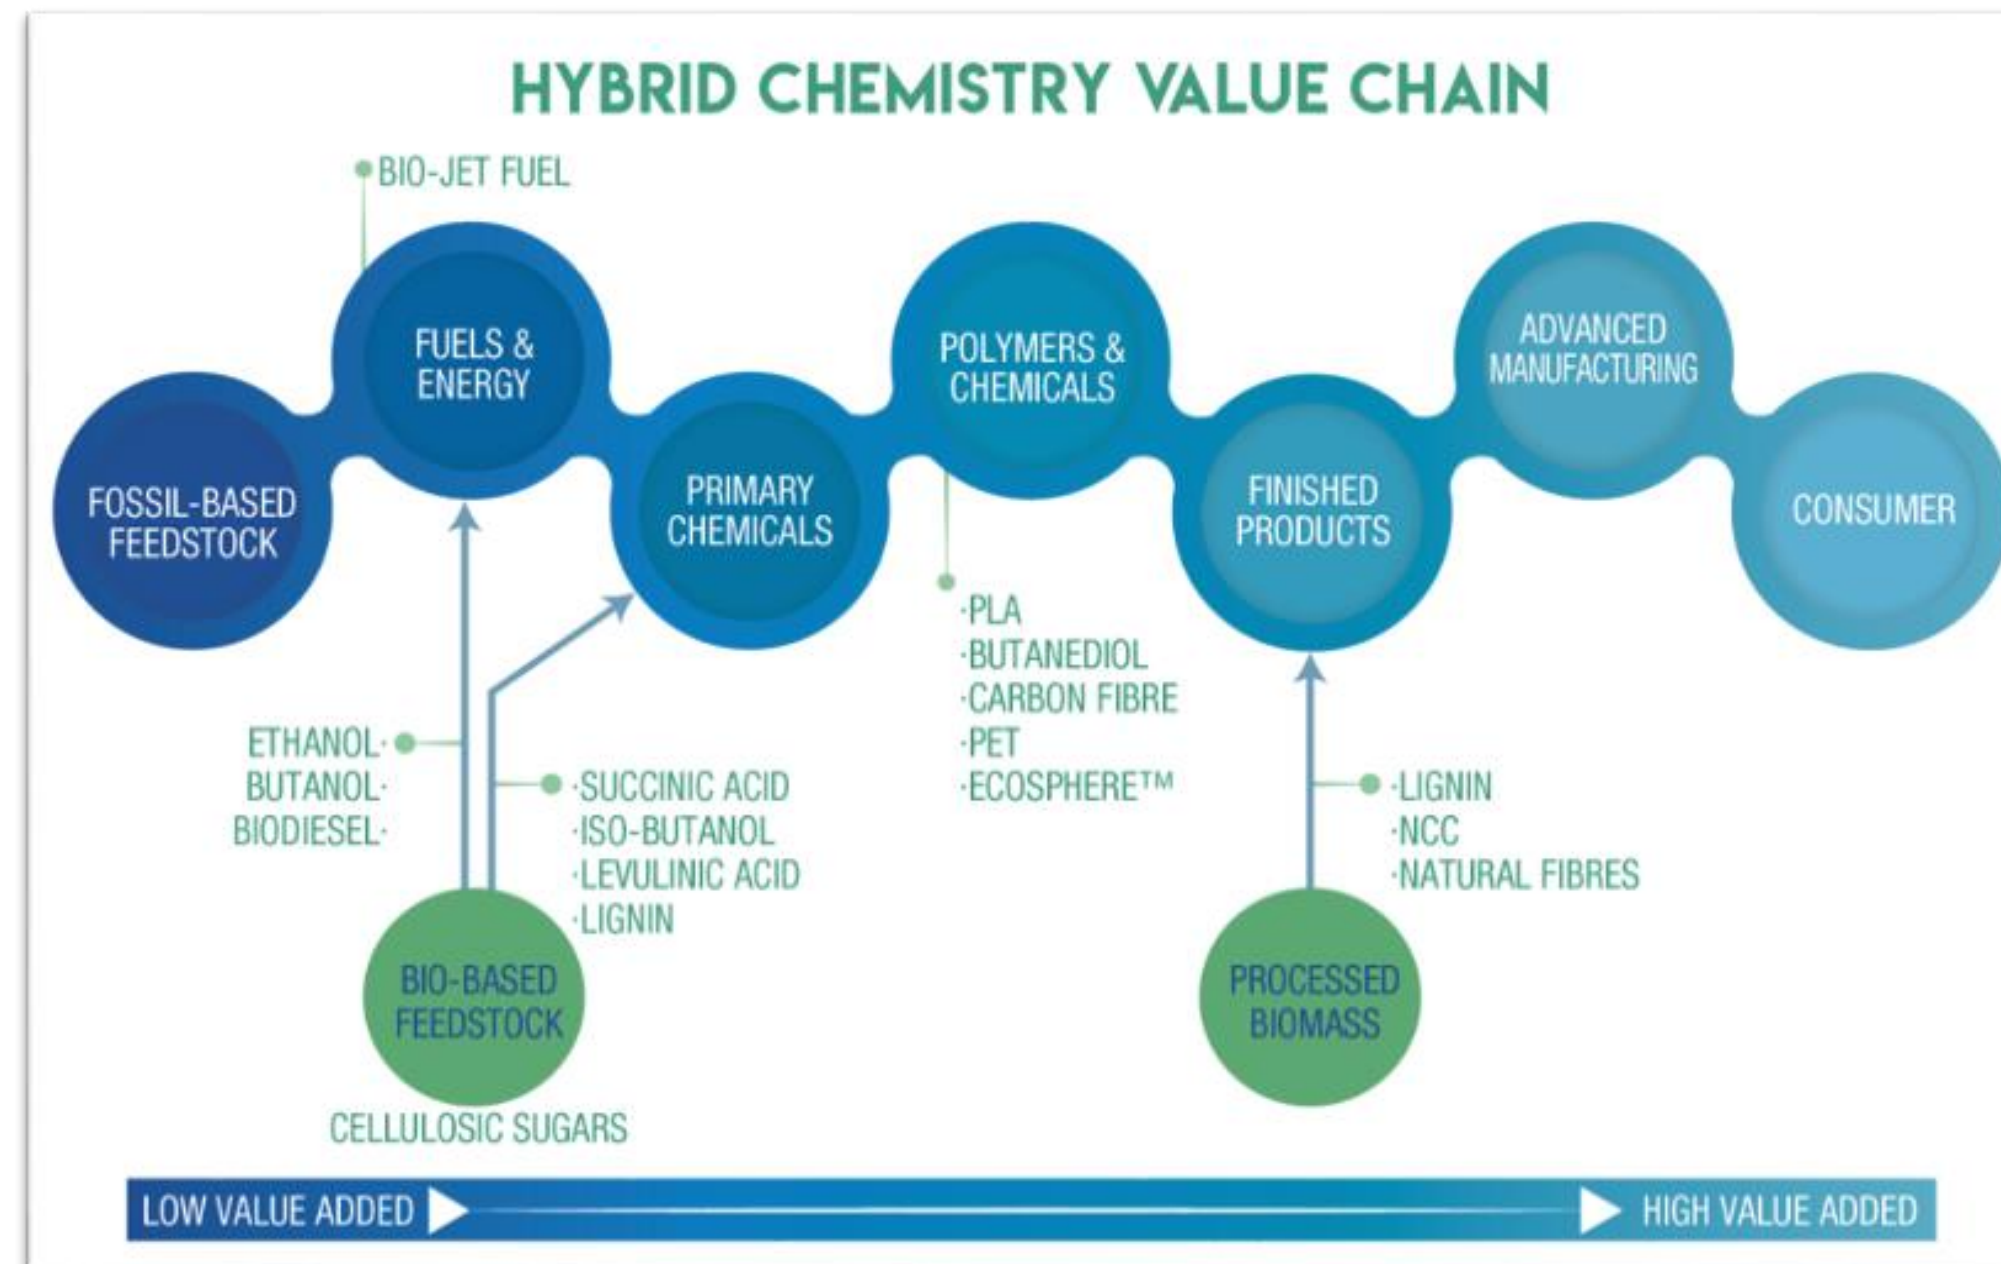 HYBRID CHEMISTRY VALUE CHAIN
BIO-JET FUEL
FOSSIL-BASED
FEEDSTOCK
FUELS &
ENERGY
PRIMARY
CHEMICALS
POLYMERS &
CHEMICALS
FINISHED
PRODUCTS
ADVANCED
MANUFACTURING
CONSUMER
ETHANOL·
BUTANOL·
BIODIESEL·
·SUCCINIC ACID
·ISO-BUTANOL
·LEVULINIC ACID
·LIGNIN
·PLA
·BUTANEDIOL
·CARBON FIBRE
·PET
·ECOSPHERE™
·LIGNIN
·NCC
·NATURAL FIBRES
BIO-BASED
FEEDSTOCK
CELLULOSIC SUGARS
PROCESSED
BIOMASS
LOW VALUE ADDED
HIGH VALUE ADDED